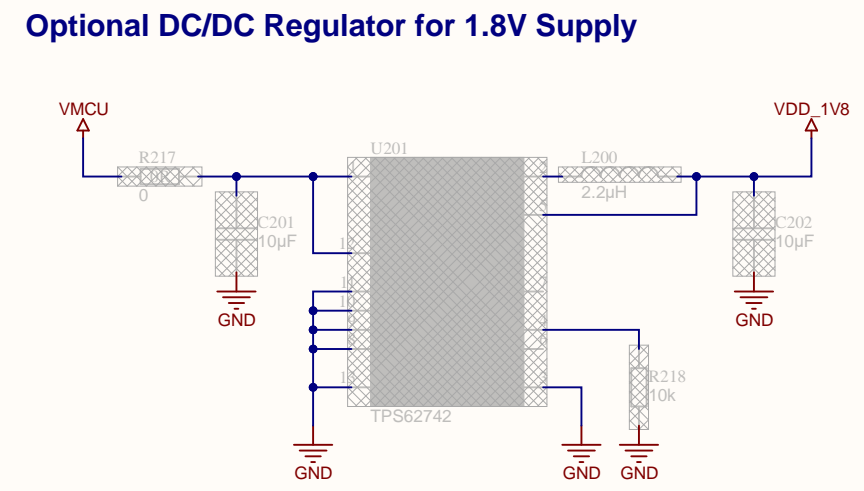 Optional DC/DC Regulator for 1.8V Supply
VMCU
VDD_1V8
R217
0
U201
L200
2.2µH
C201
10µF
C202
10µF
GND
GND
R218
10k
TPS62742
GND
GND
GND